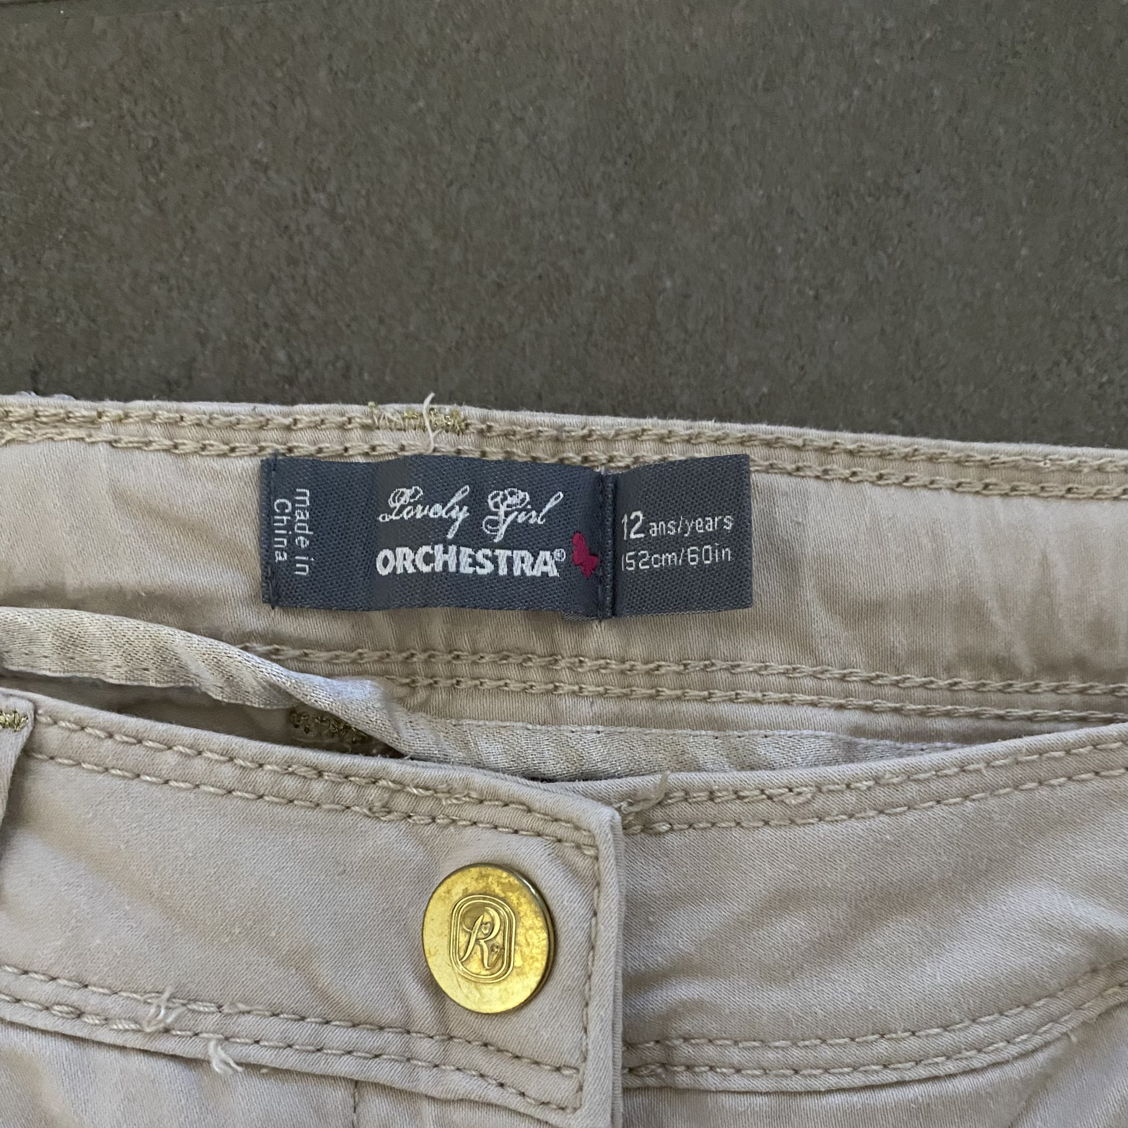 made in
China
Lovely Girl
ORCHESTRA®
12 ans/years
152cm/60in
R